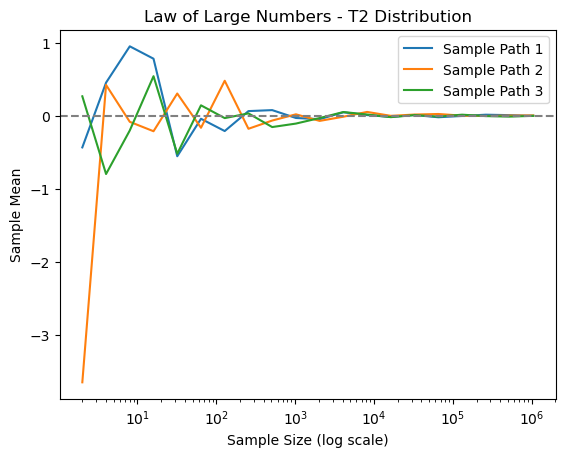 Law of Large Numbers - T2 Distribution
Sample Path 1
Sample Path 2
Sample Path 3
1
0
−1
−2
−3
Sample Mean
10¹
10²
10³
10⁴
10⁵
10⁶
Sample Size (log scale)